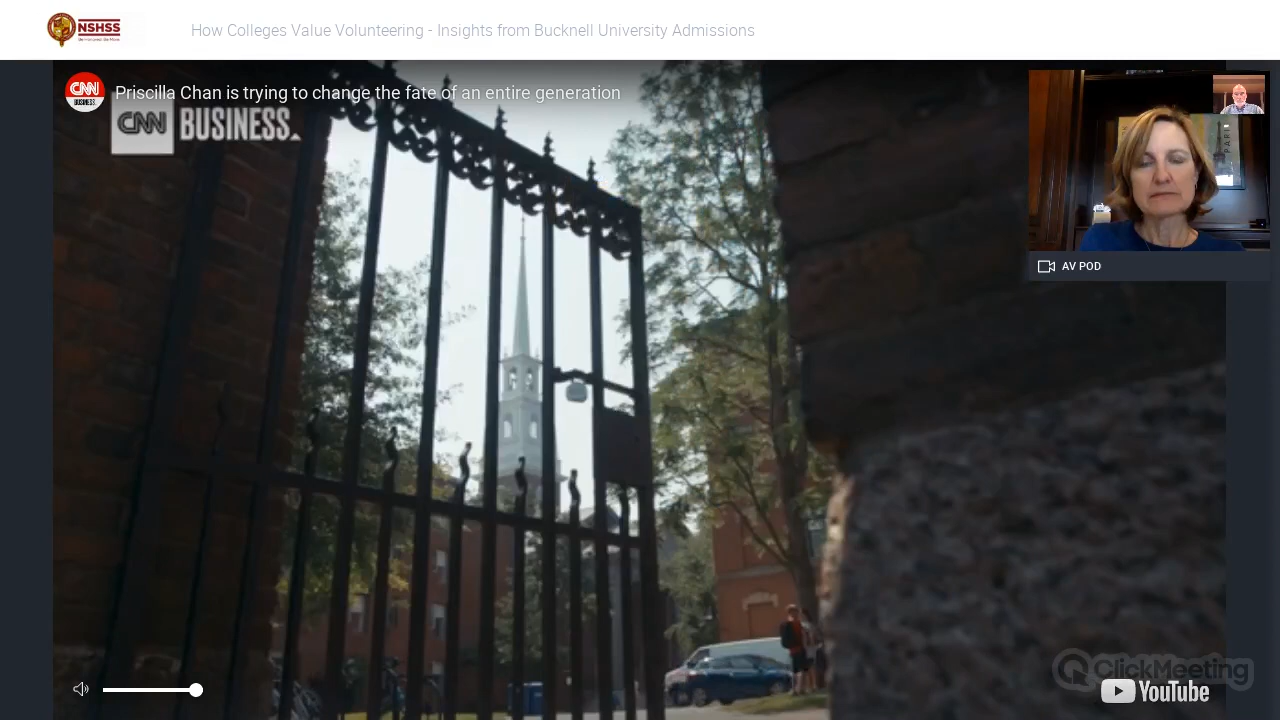 NSHSS
How Colleges Value Volunteering - Insights from Bucknell University Admissions
CNN
BUSINESS
Priscilla Chan is trying to change the fate of an entire generation
CNN BUSINESS
PARIS
AV POD
ClickMeeting
YouTube